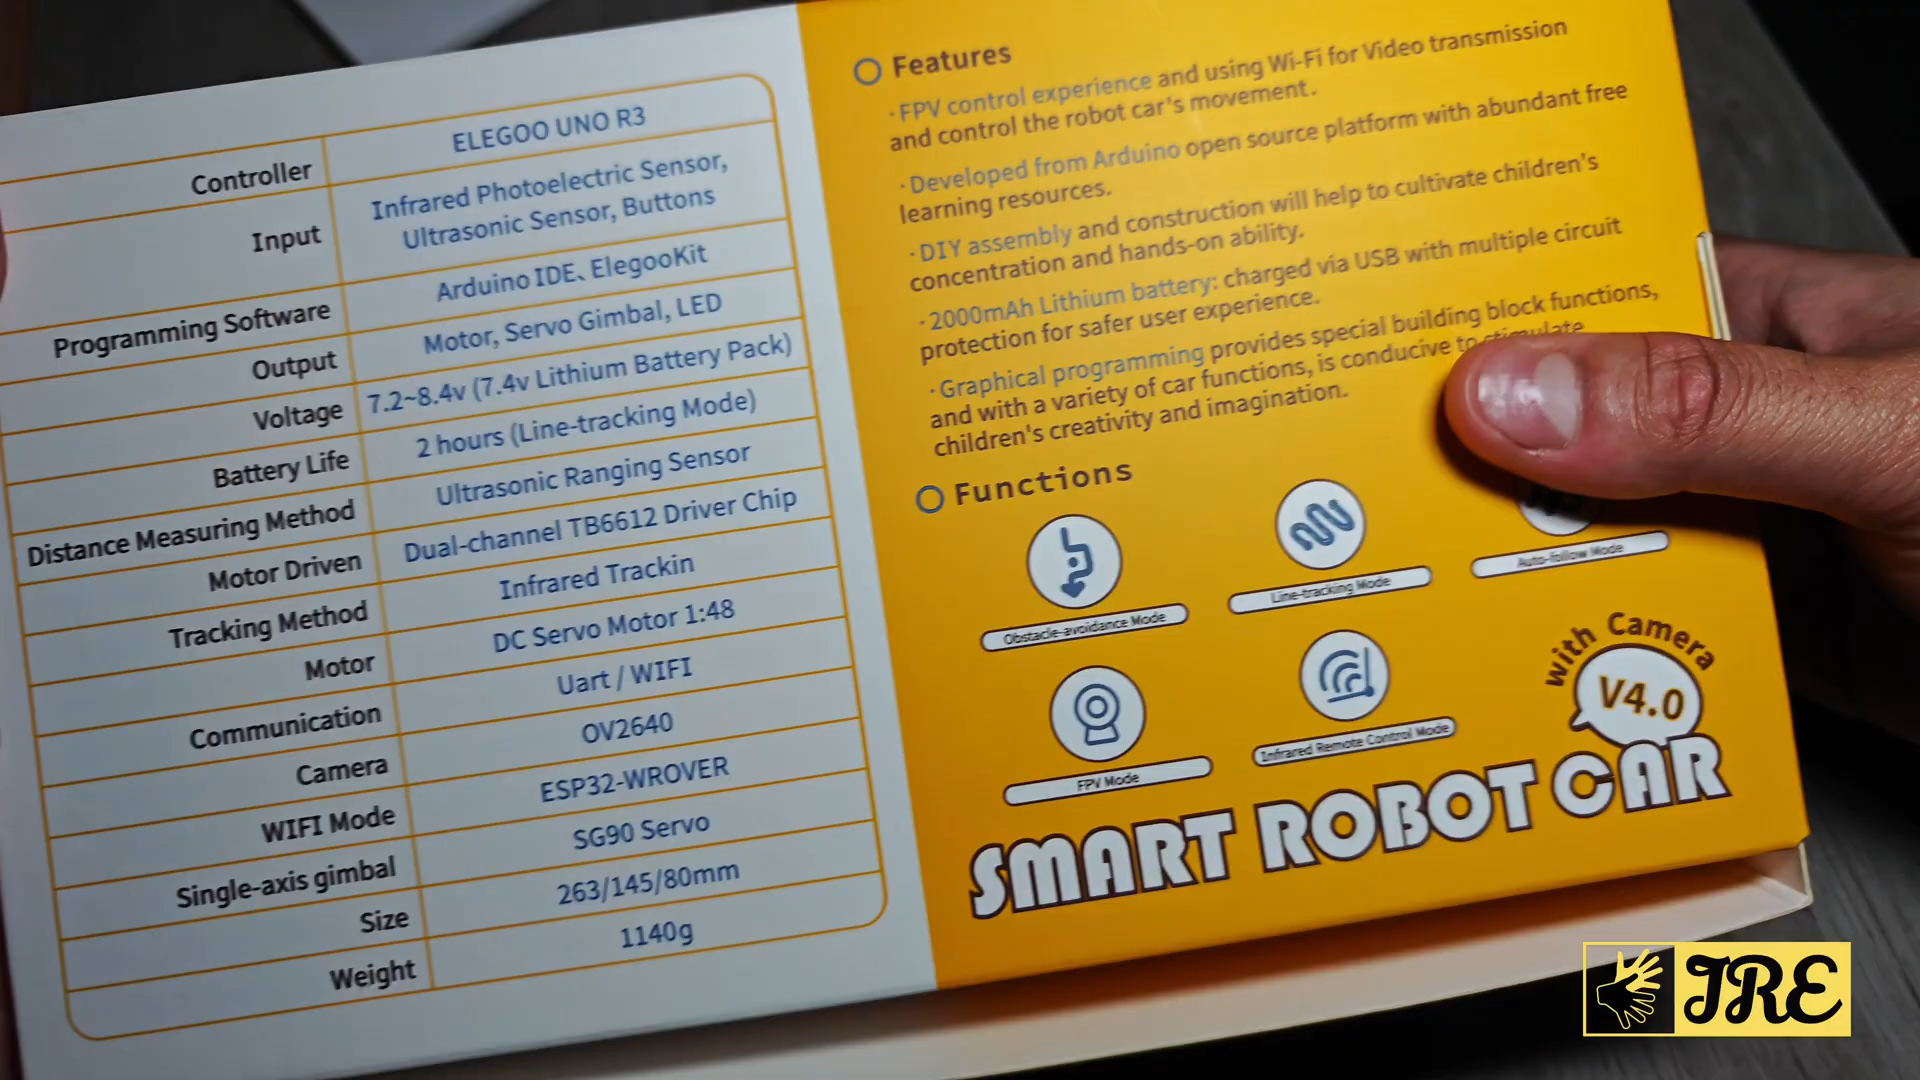 Controller
ELEGOO UNO R3
Input
Infrared Photoelectric Sensor,
Ultrasonic Sensor, Buttons
Programming Software
Arduino IDE、ElegooKit
Output
Motor, Servo Gimbal, LED
Voltage
7.2~8.4v (7.4v Lithium Battery Pack)
Battery Life
2 hours (Line-tracking Mode)
Distance Measuring Method
Ultrasonic Ranging Sensor
Motor Driven
Dual-channel TB6612 Driver Chip
Tracking Method
Infrared Trackin
Motor
DC Servo Motor 1:48
Communication
Uart / WIFI
Camera
OV2640
WIFI Mode
ESP32-WROVER
Single-axis gimbal
SG90 Servo
Size
263/145/80mm
Weight
1140g
Features
·FPV control experience and using Wi-Fi for Video transmission
and control the robot car's movement.
·Developed from Arduino open source platform with abundant free
learning resources.
·DIY assembly and construction will help to cultivate children's
concentration and hands-on ability.
·2000mAh Lithium battery: charged via USB with multiple circuit
protection for safer user experience.
·Graphical programming provides special building block functions,
and with a variety of car functions, is conducive to stimulate
children's creativity and imagination.
Functions
Obstacle-avoidance Mode
Line-tracking Mode
Auto-follow Mode
FPV Mode
Infrared Remote Control Mode
with Camera
V4.0
SMART ROBOT CAR
TRE